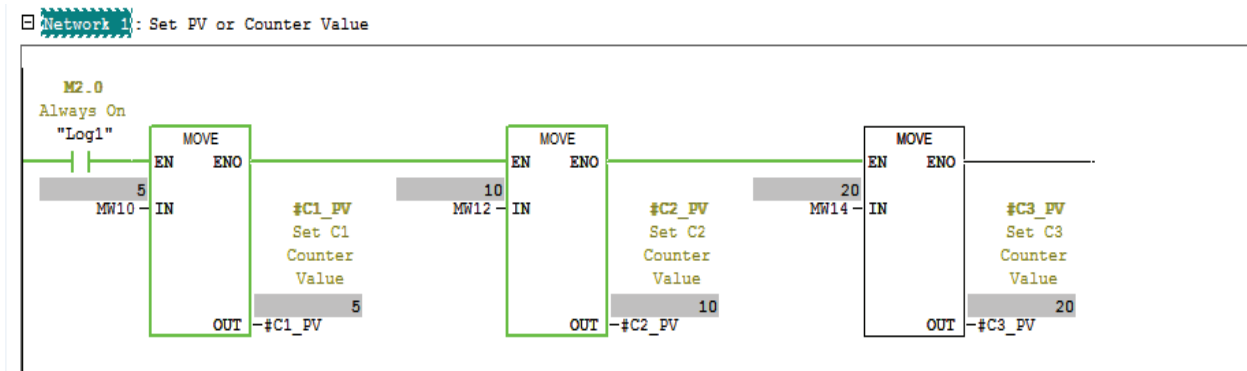 Network 1: Set PV or Counter Value
M2.0
Always On
"Log1"
MOVE
MOVE
MOVE
EN ENO
EN ENO
EN ENO
5
10
20
MW10 IN
MW12 IN
MW14 IN
#C1_PV
Set C1
Counter
Value
#C2_PV
Set C2
Counter
Value
#C3_PV
Set C3
Counter
Value
5
10
20
OUT #C1_PV
OUT #C2_PV
OUT #C3_PV